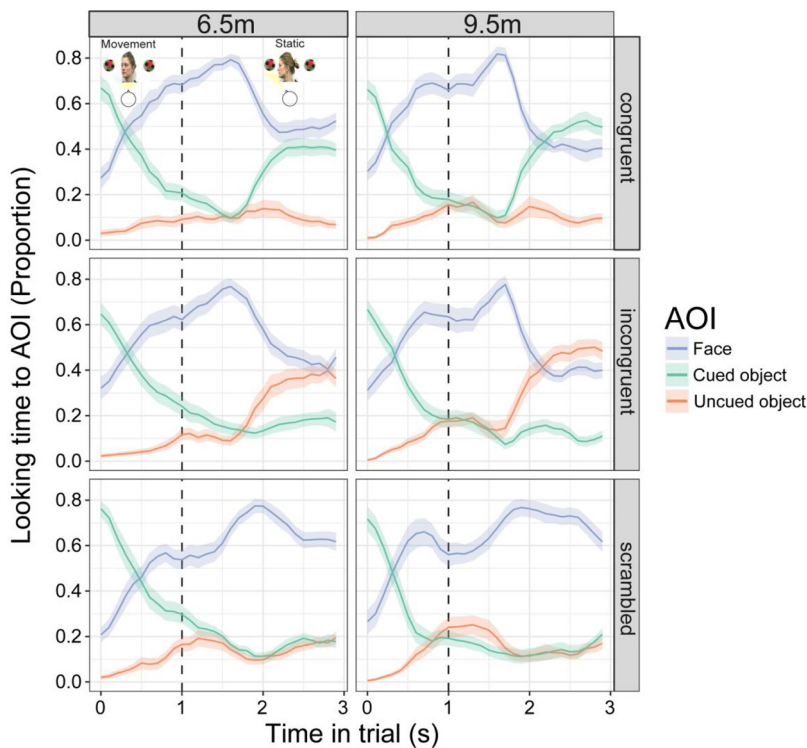 6.5m
9.5m
Movement
Static
0.8
0.6
0.4
0.2
0.0
congruent
0.8
0.6
0.4
0.2
0.0
incongruent
0.8
0.6
0.4
0.2
0.0
scrambled
Looking time to AOI (Proportion)
0 1 2 3
0 1 2 3
Time in trial (s)
AOI
Face
Cued object
Uncued object